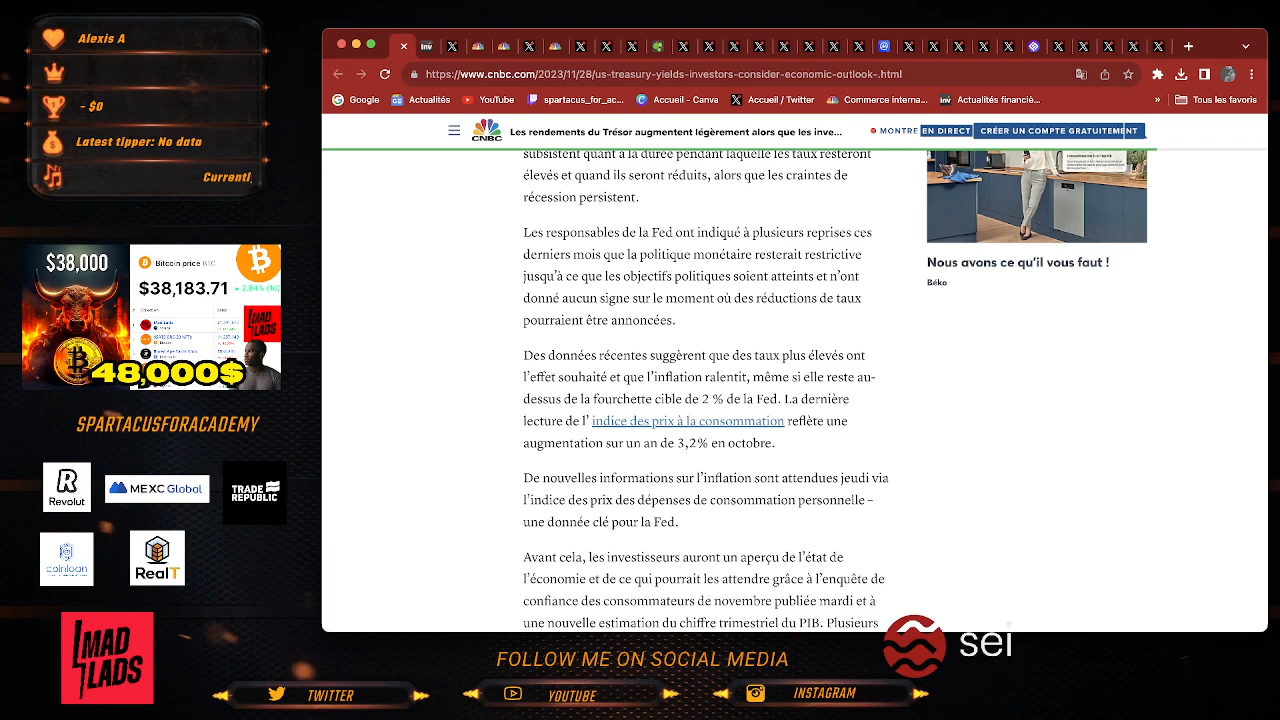 Alexis A
- $0
Latest tipper: No data
Currentl
$38,000
Bitcoin price BTC
$38,183.71 2,84% (1d)
MAD LADS
48,000$
SPARTACUSFORACADEMY
R
Revolut
MEXC Global
TRADE
REPUBLIC
coinloan
RealT
MAD
LADS
https://www.cnbc.com/2023/11/28/us-treasury-yields-investors-consider-economic-outlook-.html
Google
Actualités
YouTube
spartacus_for_ac...
Accueil - Canva
Accueil / Twitter
Commerce interna...
Actualités financiè...
»
Tous les favoris
CNBC
Les rendements du Trésor augmentent légèrement alors que les inve...
MONTRE EN DIRECT
CRÉER UN COMPTE GRATUITEMENT
subsistent quant à la durée pendant laquelle les taux resteront
élevés et quand ils seront réduits, alors que les craintes de
récession persistent.
Les responsables de la Fed ont indiqué à plusieurs reprises ces
derniers mois que la politique monétaire resterait restrictive
jusqu’à ce que les objectifs politiques soient atteints et n’ont
donné aucun signe sur le moment où des réductions de taux
pourraient être annoncées.
Des données récentes suggèrent que des taux plus élevés ont
l’effet souhaité et que l’inflation ralentit, même si elle reste au-
dessus de la fourchette cible de 2 % de la Fed. La dernière
lecture de l’ indice des prix à la consommation reflète une
augmentation sur un an de 3,2% en octobre.
De nouvelles informations sur l’inflation sont attendues jeudi via
l’indice des prix des dépenses de consommation personnelle –
une donnée clé pour la Fed.
Avant cela, les investisseurs auront un aperçu de l’état de
l’économie et de ce qui pourrait les attendre grâce à l’enquête de
confiance des consommateurs de novembre publiée mardi et à
une nouvelle estimation du chiffre trimestriel du PIB. Plusieurs
Nous avons ce qu'il vous faut !
Béko
sei
FOLLOW ME ON SOCIAL MEDIA
TWITTER
YOUTUBE
INSTAGRAM